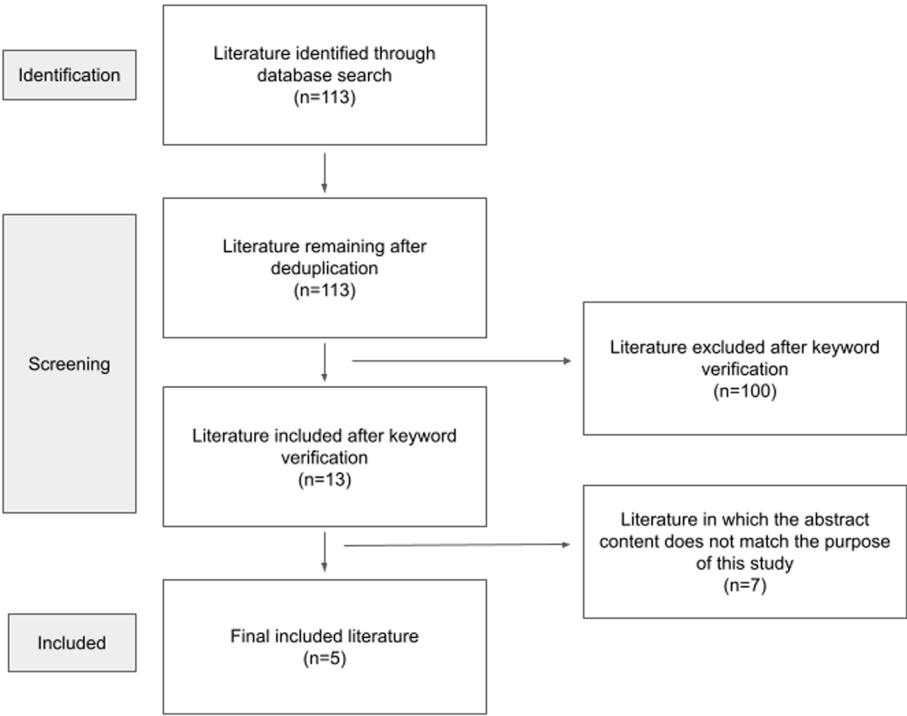 Identification
Literature identified through
database search
(n=113)
Screening
Literature remaining after
deduplication
(n=113)
Literature excluded after keyword
verification
(n=100)
Literature included after keyword
verification
(n=13)
Literature in which the abstract
content does not match the purpose
of this study
(n=7)
Included
Final included literature
(n=5)